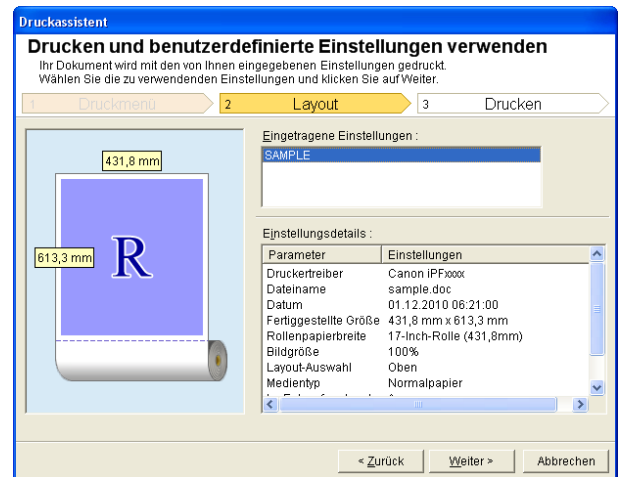 Druckassistent
Drucken und benutzerdefinierte Einstellungen verwenden
Ihr Dokument wird mit den von Ihnen eingegebenen Einstellungen gedruckt.
Wählen Sie die zu verwendenden Einstellungen und klicken Sie auf Weiter.
1 Druckmenü 2 Layout 3 Drucken
431,8 mm
613,3 mm
R
Eingetragene Einstellungen :
SAMPLE
Einstellungsdetails :
Parameter Einstellungen
Druckertreiber Canon iPFxxxx
Dateiname sample.doc
Datum 01.12.2010 06:21:00
Fertiggestellte Größe 431,8 mm x 613,3 mm
Rollenpapierbreite 17-Inch-Rolle (431,8mm)
Bildgröße 100%
Layout-Auswahl Oben
Medientyp Normalpapier
< Zurück Weiter > Abbrechen